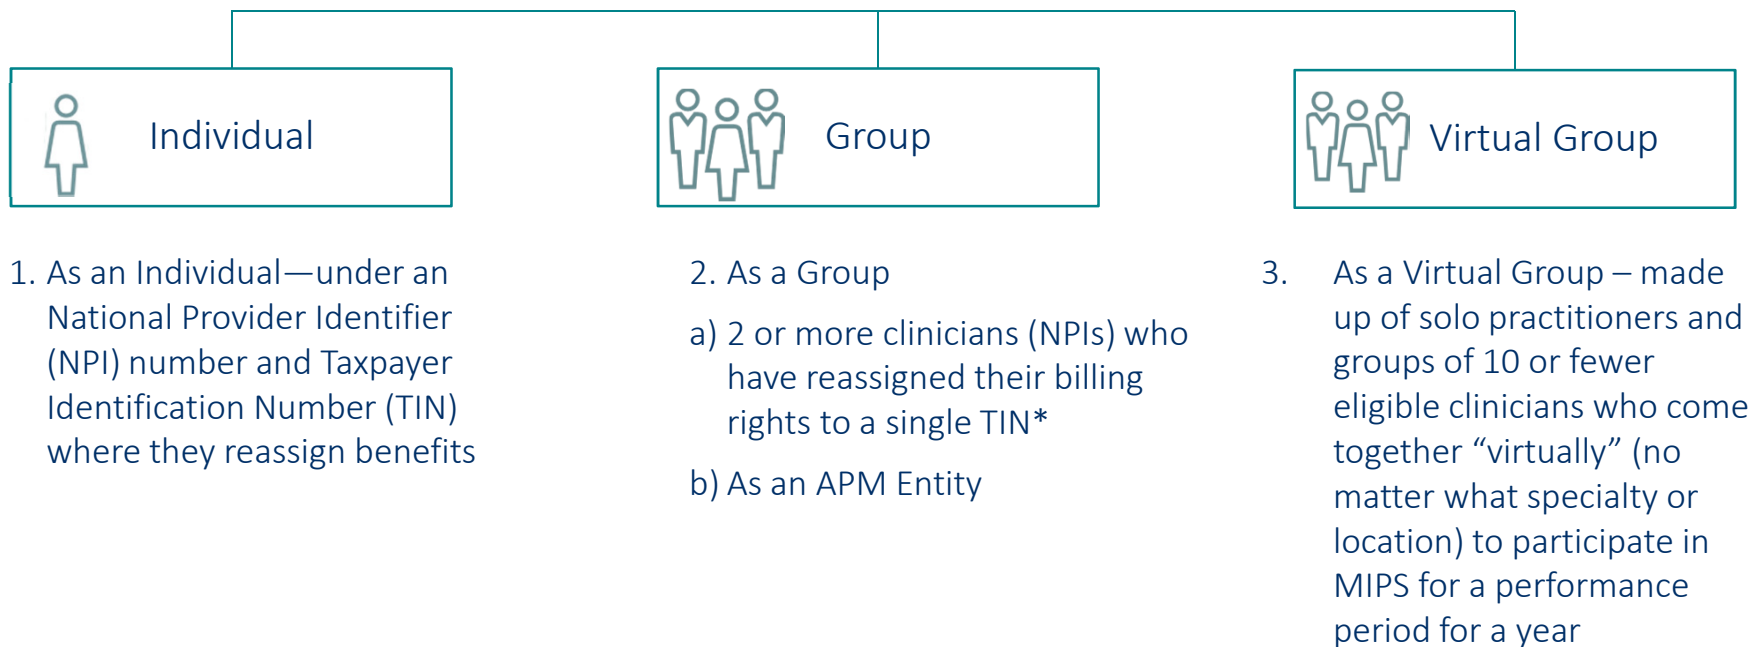 Individual
Group
Virtual Group
1. As an Individual—under an
National Provider Identifier
(NPI) number and Taxpayer
Identification Number (TIN)
where they reassign benefits
2. As a Group
a) 2 or more clinicians (NPIs) who
have reassigned their billing
rights to a single TIN*
b) As an APM Entity
3. As a Virtual Group – made
up of solo practitioners and
groups of 10 or fewer
eligible clinicians who come
together “virtually” (no
matter what specialty or
location) to participate in
MIPS for a performance
period for a year